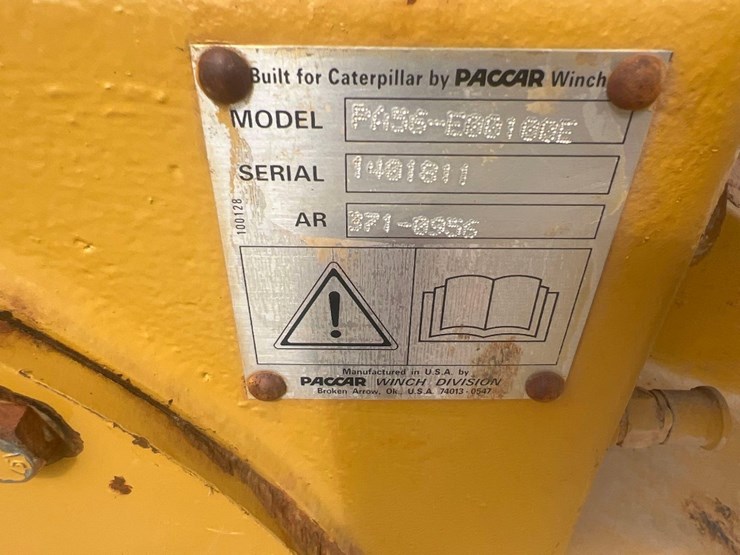 Built for Caterpillar by PACCAR Winch
MODEL PA56-E00100E
SERIAL 1401811
AR 371-0956
100128
Manufactured in U.S.A. by
PACCAR WINCH DIVISION
Broken Arrow, Ok., U.S.A. 74013-0547